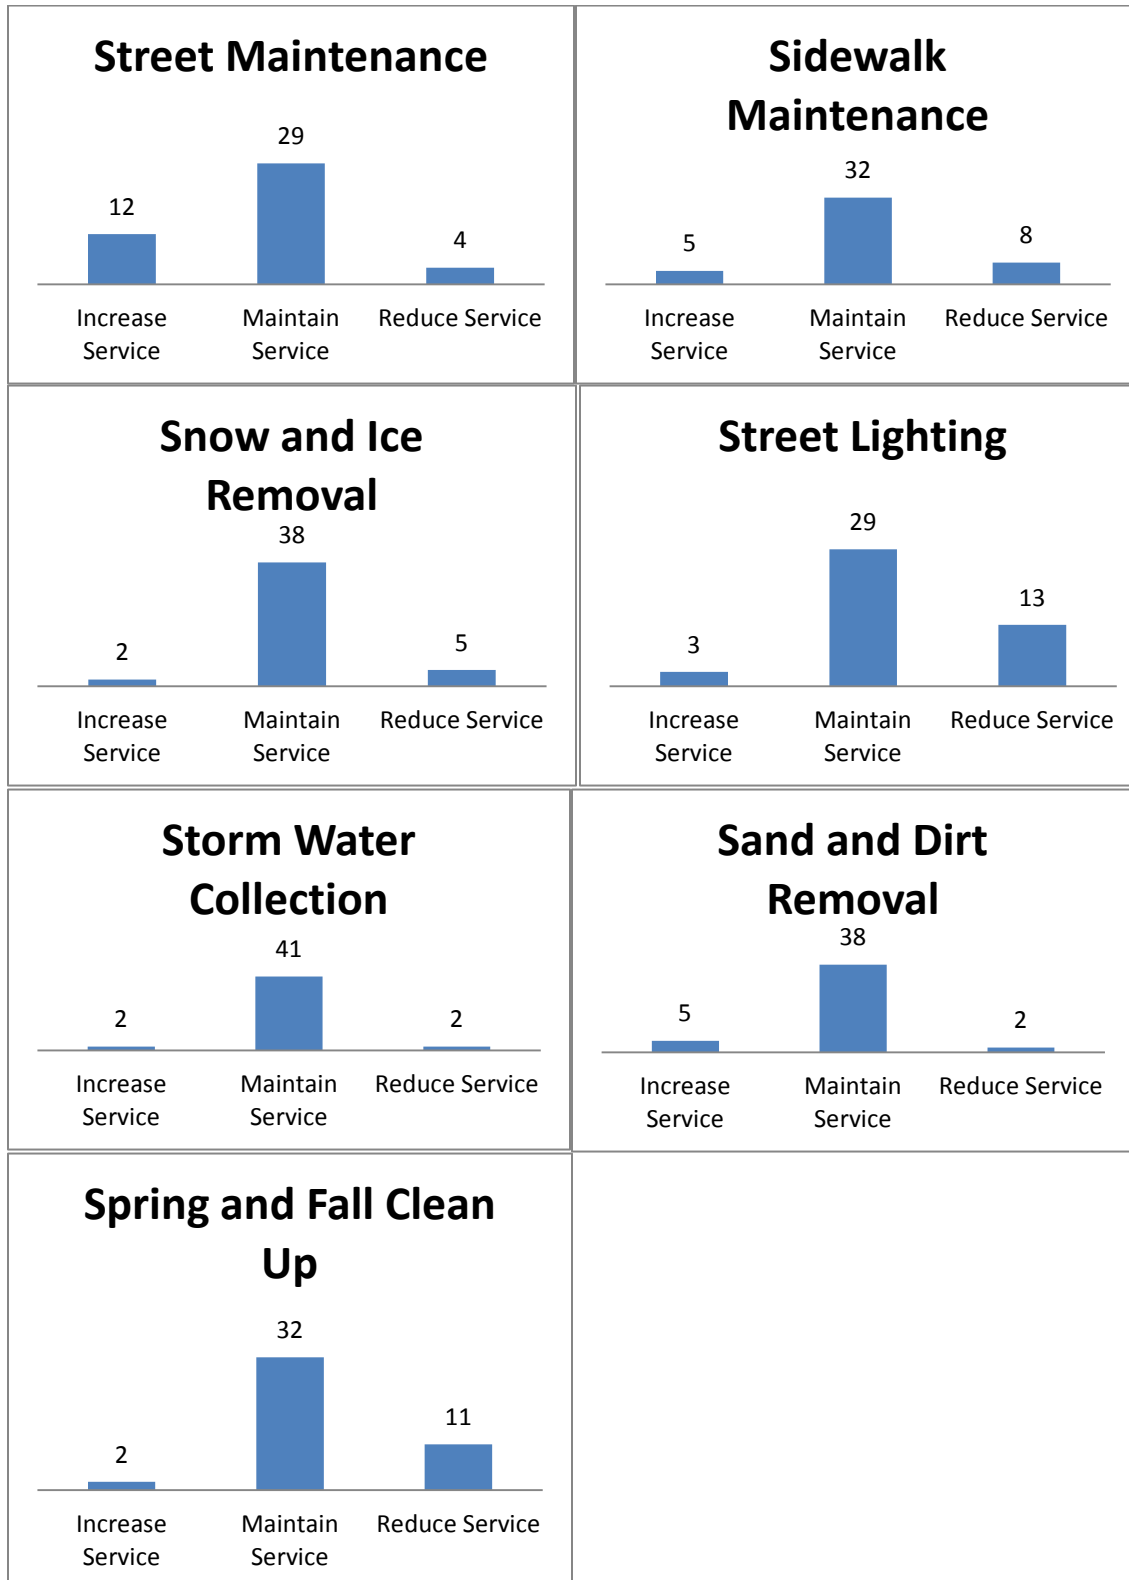 Street Maintenance
29
12
4
Increase Service
Maintain Service
Reduce Service
Sidewalk
Maintenance
32
5
8
Increase Service
Maintain Service
Reduce Service
Snow and Ice
Removal
38
2
5
Increase Service
Maintain Service
Reduce Service
Street Lighting
29
3
13
Increase Service
Maintain Service
Reduce Service
Storm Water
Collection
41
2
2
Increase Service
Maintain Service
Reduce Service
Sand and Dirt
Removal
38
5
2
Increase Service
Maintain Service
Reduce Service
Spring and Fall Clean
Up
32
2
11
Increase Service
Maintain Service
Reduce Service